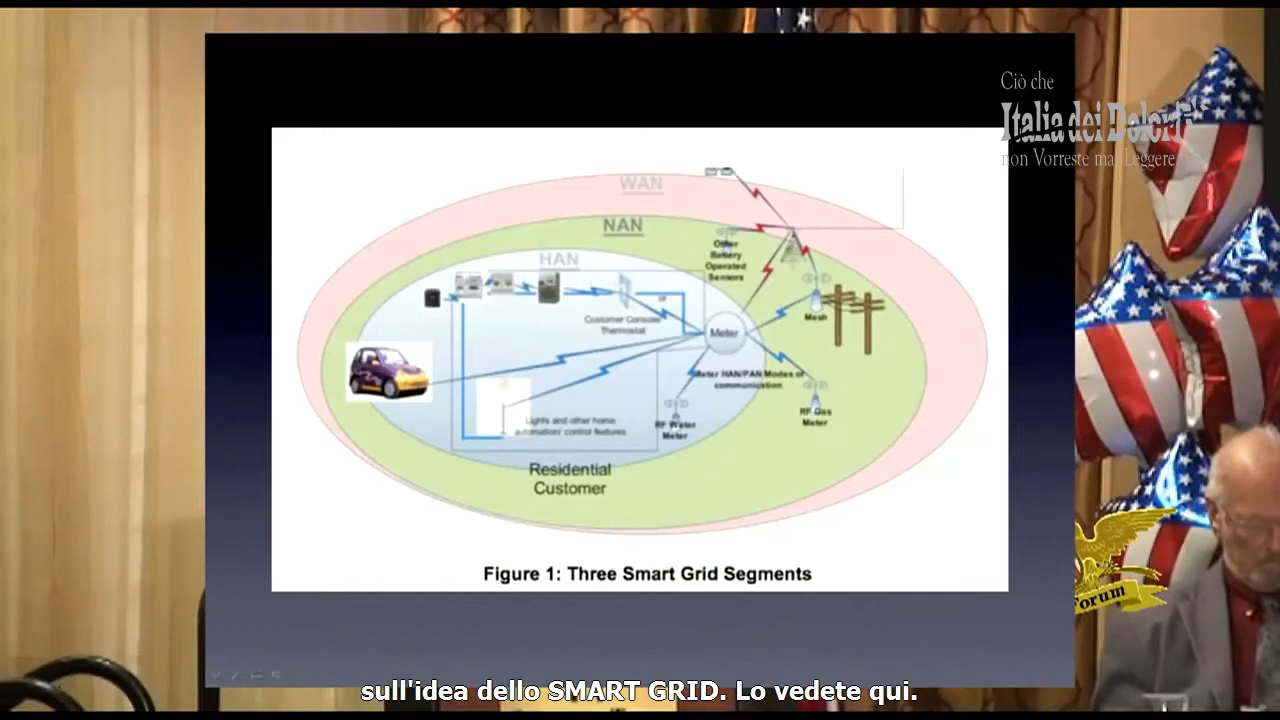 Ciò che
Italia dei Dolori
non Vorreste mai Leggere
WAN
NAN
HAN
Other
Battery
Operated
Sensors
Mesh
Customer Console
Thermostat
Meter
Meter HAN/PAN Modes of
communication
RF Gas
Meter
RF Water
Meter
Lights and other home
automation/ control features
Residential
Customer
Figure 1: Three Smart Grid Segments
Forum
sull'idea dello SMART GRID. Lo vedete qui.